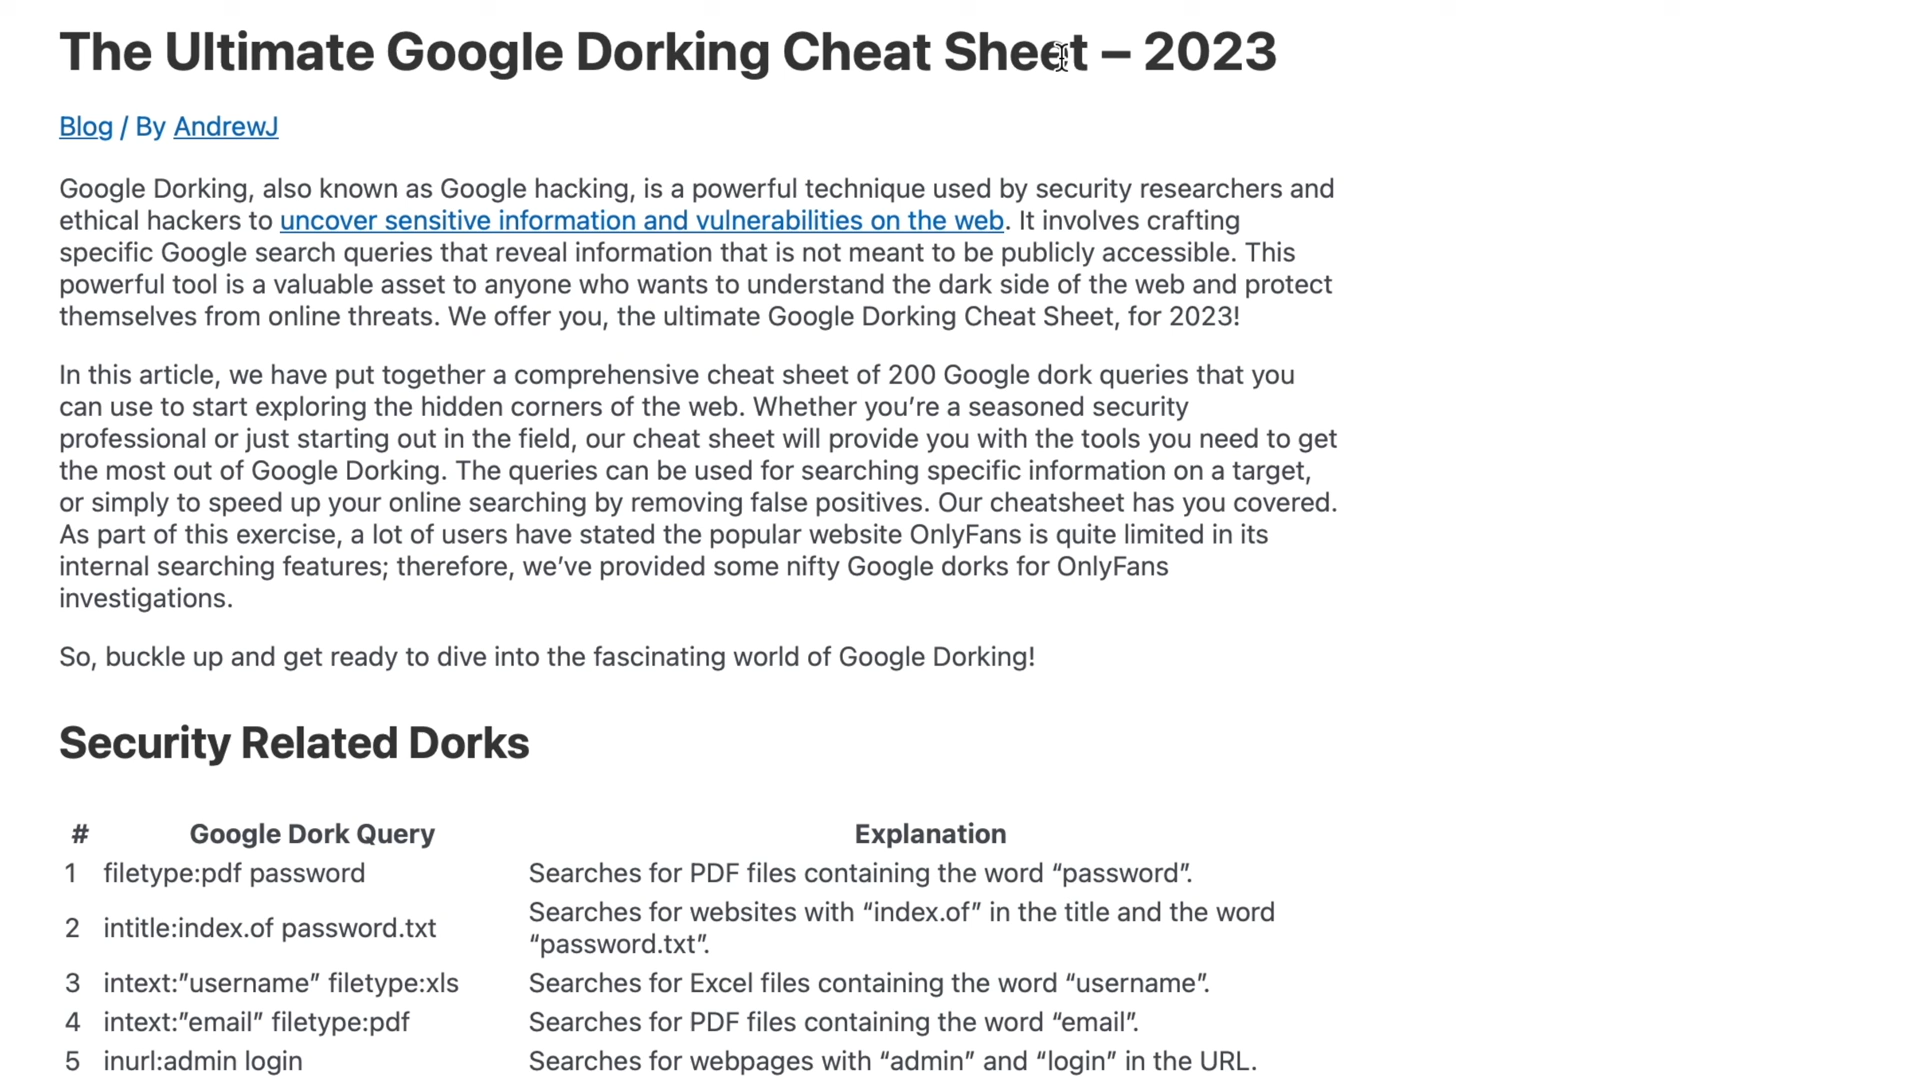 The Ultimate Google Dorking Cheat Sheet – 2023
Blog / By AndrewJ
Google Dorking, also known as Google hacking, is a powerful technique used by security researchers and
ethical hackers to uncover sensitive information and vulnerabilities on the web. It involves crafting
specific Google search queries that reveal information that is not meant to be publicly accessible. This
powerful tool is a valuable asset to anyone who wants to understand the dark side of the web and protect
themselves from online threats. We offer you, the ultimate Google Dorking Cheat Sheet, for 2023!
In this article, we have put together a comprehensive cheat sheet of 200 Google dork queries that you
can use to start exploring the hidden corners of the web. Whether you’re a seasoned security
professional or just starting out in the field, our cheat sheet will provide you with the tools you need to get
the most out of Google Dorking. The queries can be used for searching specific information on a target,
or simply to speed up your online searching by removing false positives. Our cheatsheet has you covered.
As part of this exercise, a lot of users have stated the popular website OnlyFans is quite limited in its
internal searching features; therefore, we’ve provided some nifty Google dorks for OnlyFans
investigations.
So, buckle up and get ready to dive into the fascinating world of Google Dorking!
Security Related Dorks
# Google Dork Query Explanation
1 filetype:pdf password Searches for PDF files containing the word “password”.
2 intitle:index.of password.txt Searches for websites with “index.of” in the title and the word
“password.txt”.
3 intext:”username” filetype:xls Searches for Excel files containing the word “username”.
4 intext:”email” filetype:pdf Searches for PDF files containing the word “email”.
5 inurl:admin login Searches for webpages with “admin” and “login” in the URL.